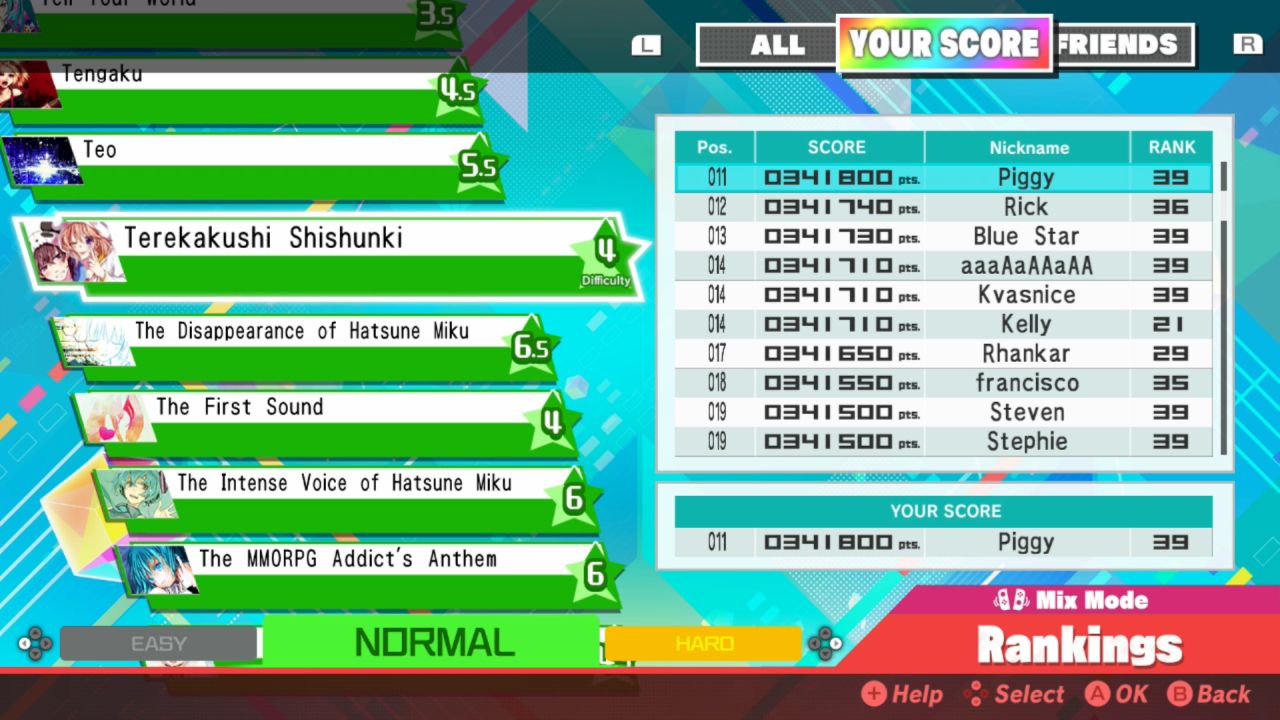 Tell Your World
3.5
Tengaku
4.5
Teo
5.5
Terekakushi Shishunki
4
Difficulty
The Disappearance of Hatsune Miku
6.5
The First Sound
4
The Intense Voice of Hatsune Miku
6
The MMORPG Addict's Anthem
6
EASY
NORMAL
HARD
L
ALL
YOUR SCORE
FRIENDS
R
Pos. SCORE Nickname RANK
011 0341800 pts. Piggy 39
012 0341740 pts. Rick 36
013 0341730 pts. Blue Star 39
014 0341710 pts. aaaAaAAaAA 39
014 0341710 pts. Kvasnice 39
014 0341710 pts. Kelly 21
017 0341650 pts. Rhankar 29
018 0341550 pts. francisco 35
019 0341500 pts. Steven 39
019 0341500 pts. Stephie 39
YOUR SCORE
011 0341800 pts. Piggy 39
Mix Mode
Rankings
+ Help Select A OK B Back